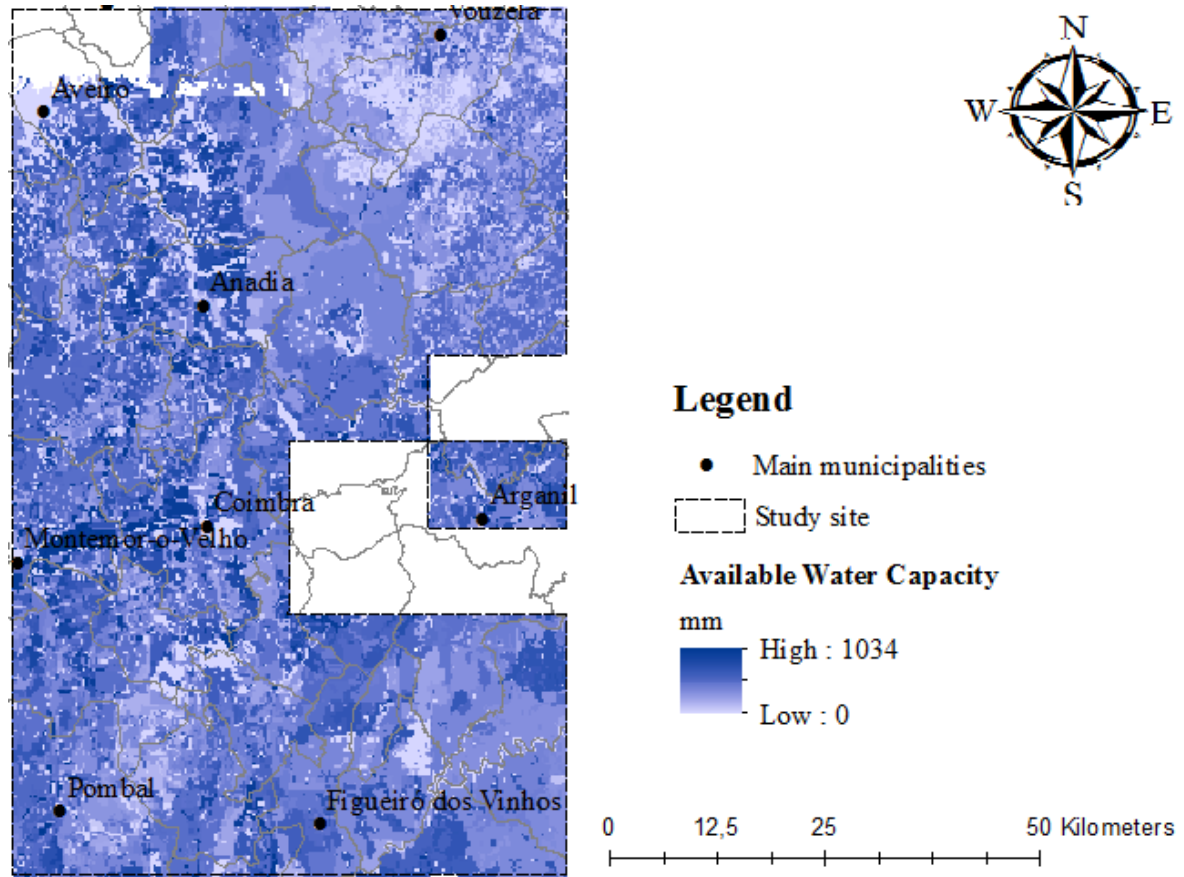 Vouzela
Aveiro
Anadia
Coimbra
Arganil
Montemor-o-Velho
Pombal
Figueiró dos Vinhos
N
W
E
S
Legend
Main municipalities
Study site
Available Water Capacity
mm
High : 1034
Low : 0
0 12,5 25 50 Kilometers